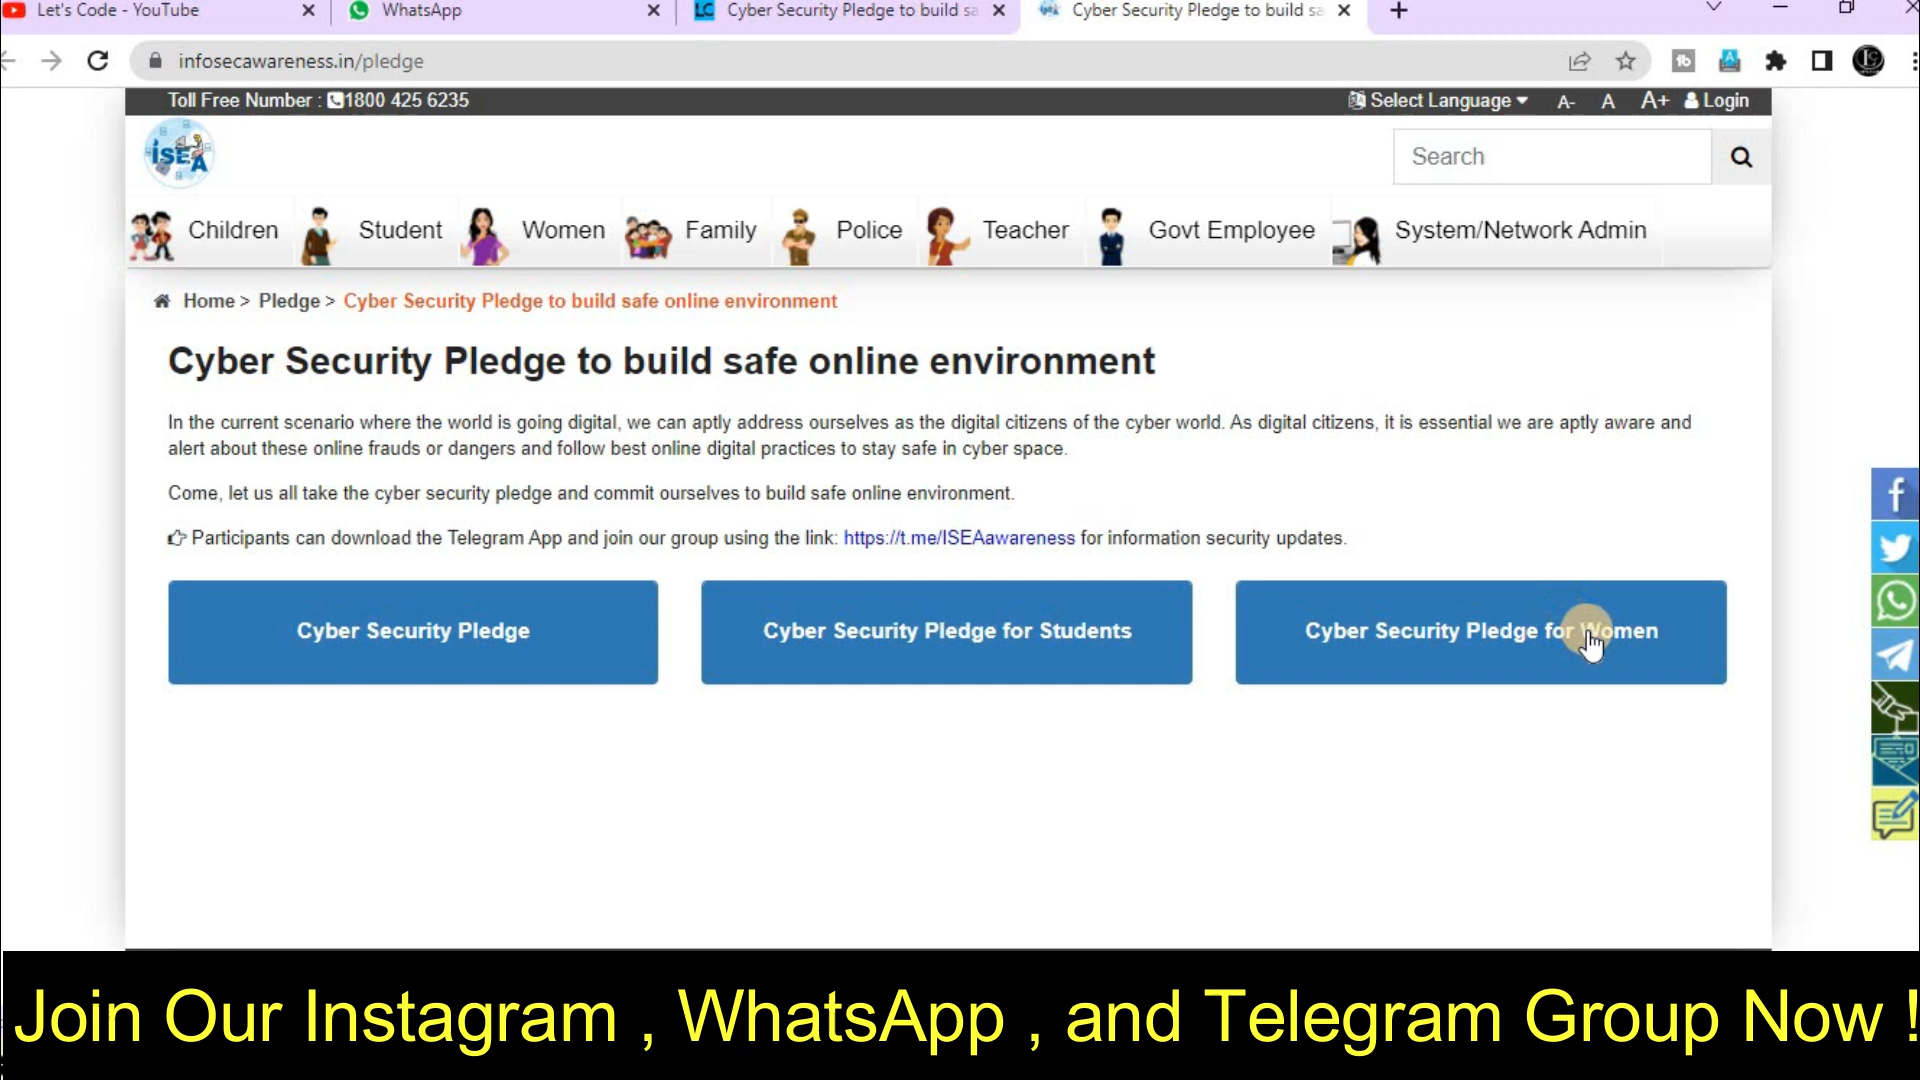 Let's Code - YouTube
WhatsApp
LC Cyber Security Pledge to build sa
Cyber Security Pledge to build sa
infosecawareness.in/pledge
Toll Free Number : 1800 425 6235
Select Language A- A A+ Login
ISEA
Search
Children Student Women Family Police Teacher Govt Employee System/Network Admin
Home > Pledge > Cyber Security Pledge to build safe online environment
Cyber Security Pledge to build safe online environment
In the current scenario where the world is going digital, we can aptly address ourselves as the digital citizens of the cyber world. As digital citizens, it is essential we are aptly aware and
alert about these online frauds or dangers and follow best online digital practices to stay safe in cyber space.
Come, let us all take the cyber security pledge and commit ourselves to build safe online environment.
Participants can download the Telegram App and join our group using the link: https://t.me/ISEAawareness for information security updates.
Cyber Security Pledge
Cyber Security Pledge for Students
Cyber Security Pledge for Women
Join Our Instagram , WhatsApp , and Telegram Group Now !